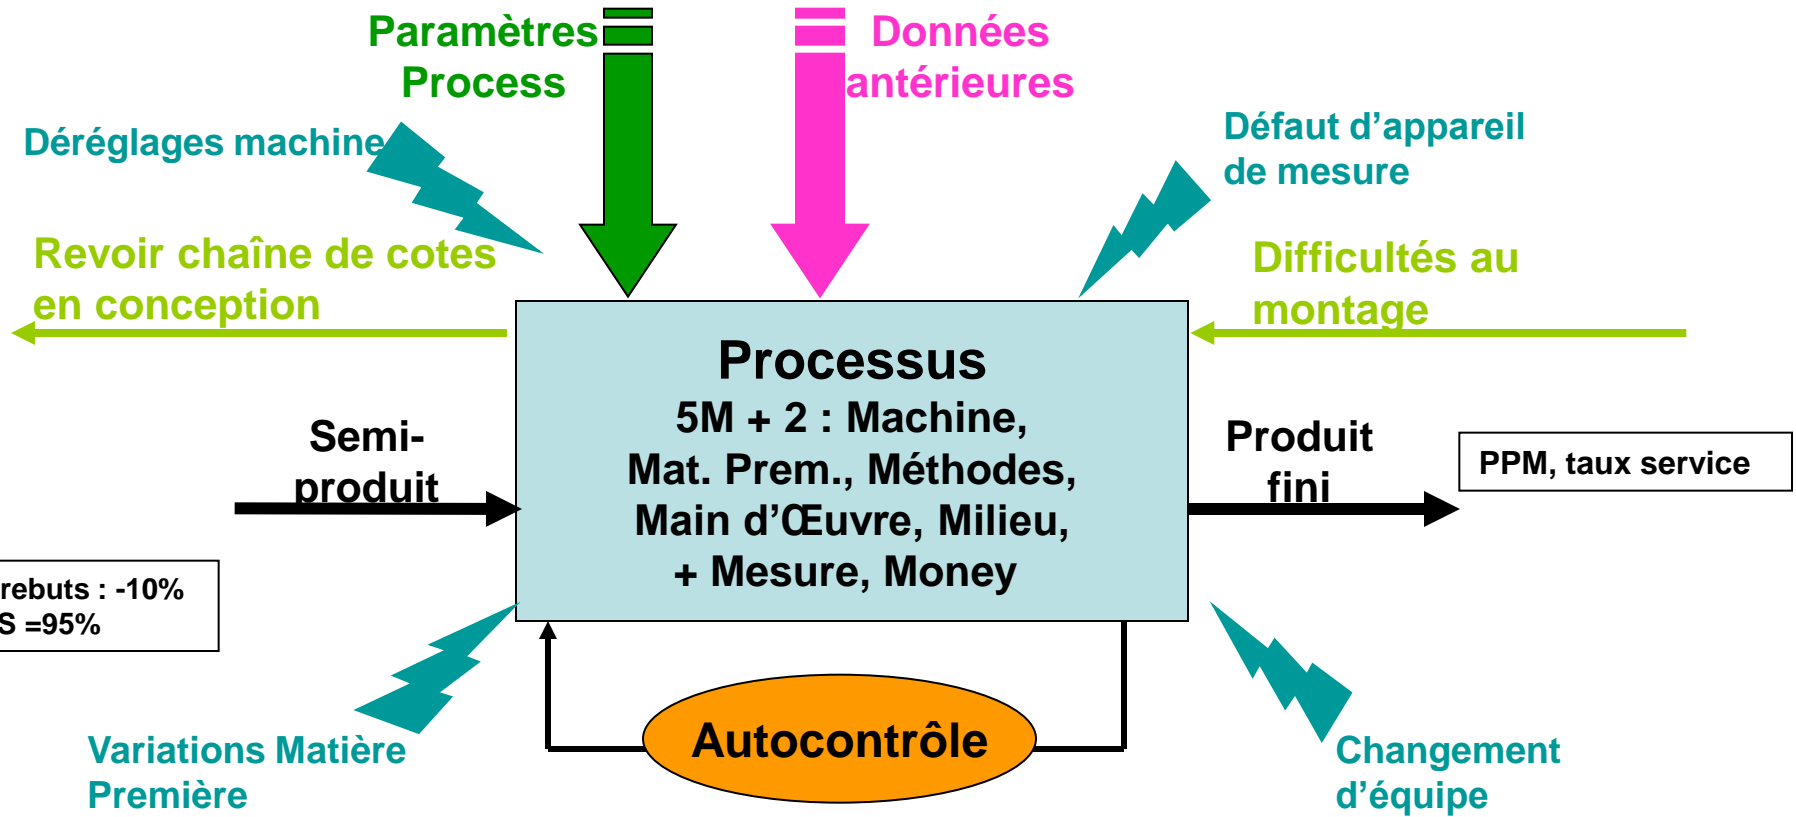 Paramètres
Process
Données
antérieures
Déréglages machine
Défaut d’appareil
de mesure
Revoir chaîne de cotes
en conception
Difficultés au
montage
Processus
5M + 2 : Machine,
Mat. Prem., Méthodes,
Main d’Œuvre, Milieu,
+ Mesure, Money
Semi-
produit
Produit
fini
PPM, taux service
rebuts : -10%
S =95%
Autocontrôle
Variations Matière
Première
Changement
d’équipe